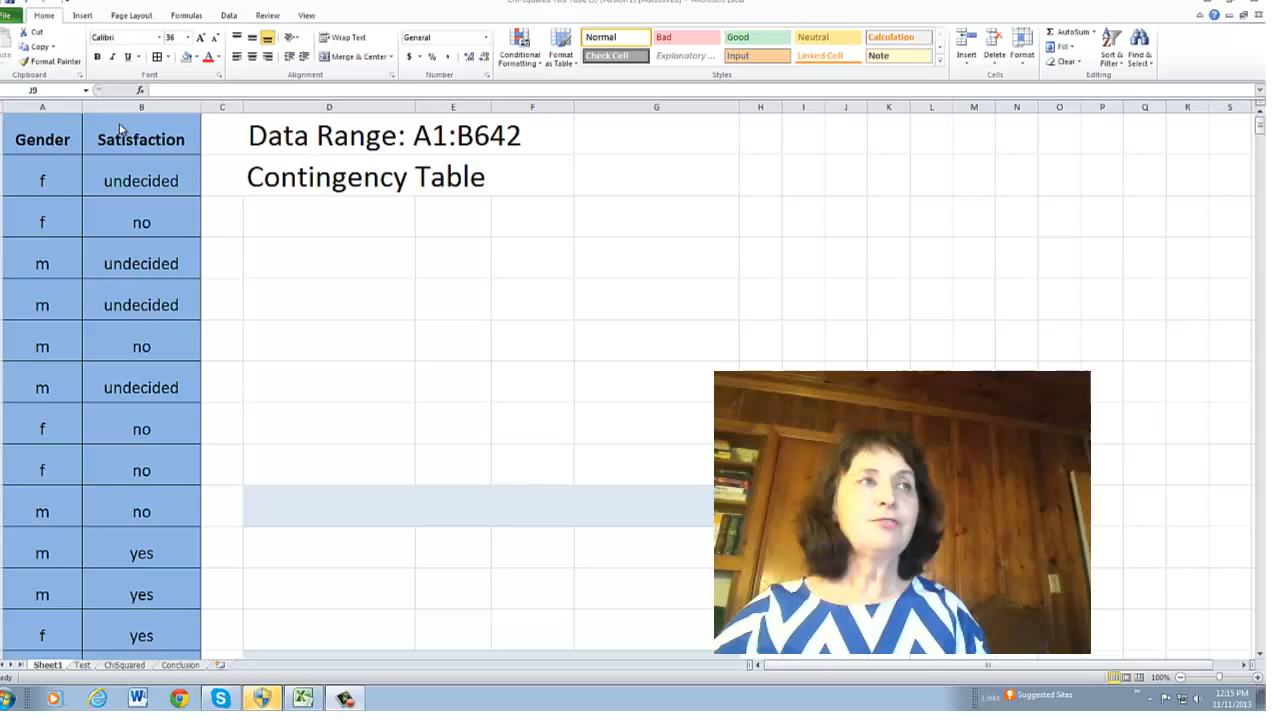 File Home Insert Page Layout Formulas Data Review View
Cut
Copy
Format Painter
Clipboard
Calibri 36
B I U
Font
Wrap Text
Merge & Center
Alignment
General
$ % ,
Number
Conditional Formatting
Format as Table
Normal Bad Good Neutral Calculation
Check Cell Explanatory ... Input Linked Cell Note
Styles
Insert Delete Format
Cells
AutoSum
Fill
Clear
Sort & Filter
Find & Select
Editing
J9 fx
A B C D E F G H I J K L M N O P Q R S
Gender Satisfaction Data Range: A1:B642
f undecided Contingency Table
f no
m undecided
m undecided
m no
m undecided
f no
f no
m no
m yes
m yes
f yes
Sheet1 Test ChiSquared Conclusion
100%
Links Suggested Sites
12:15 PM
11/11/2013